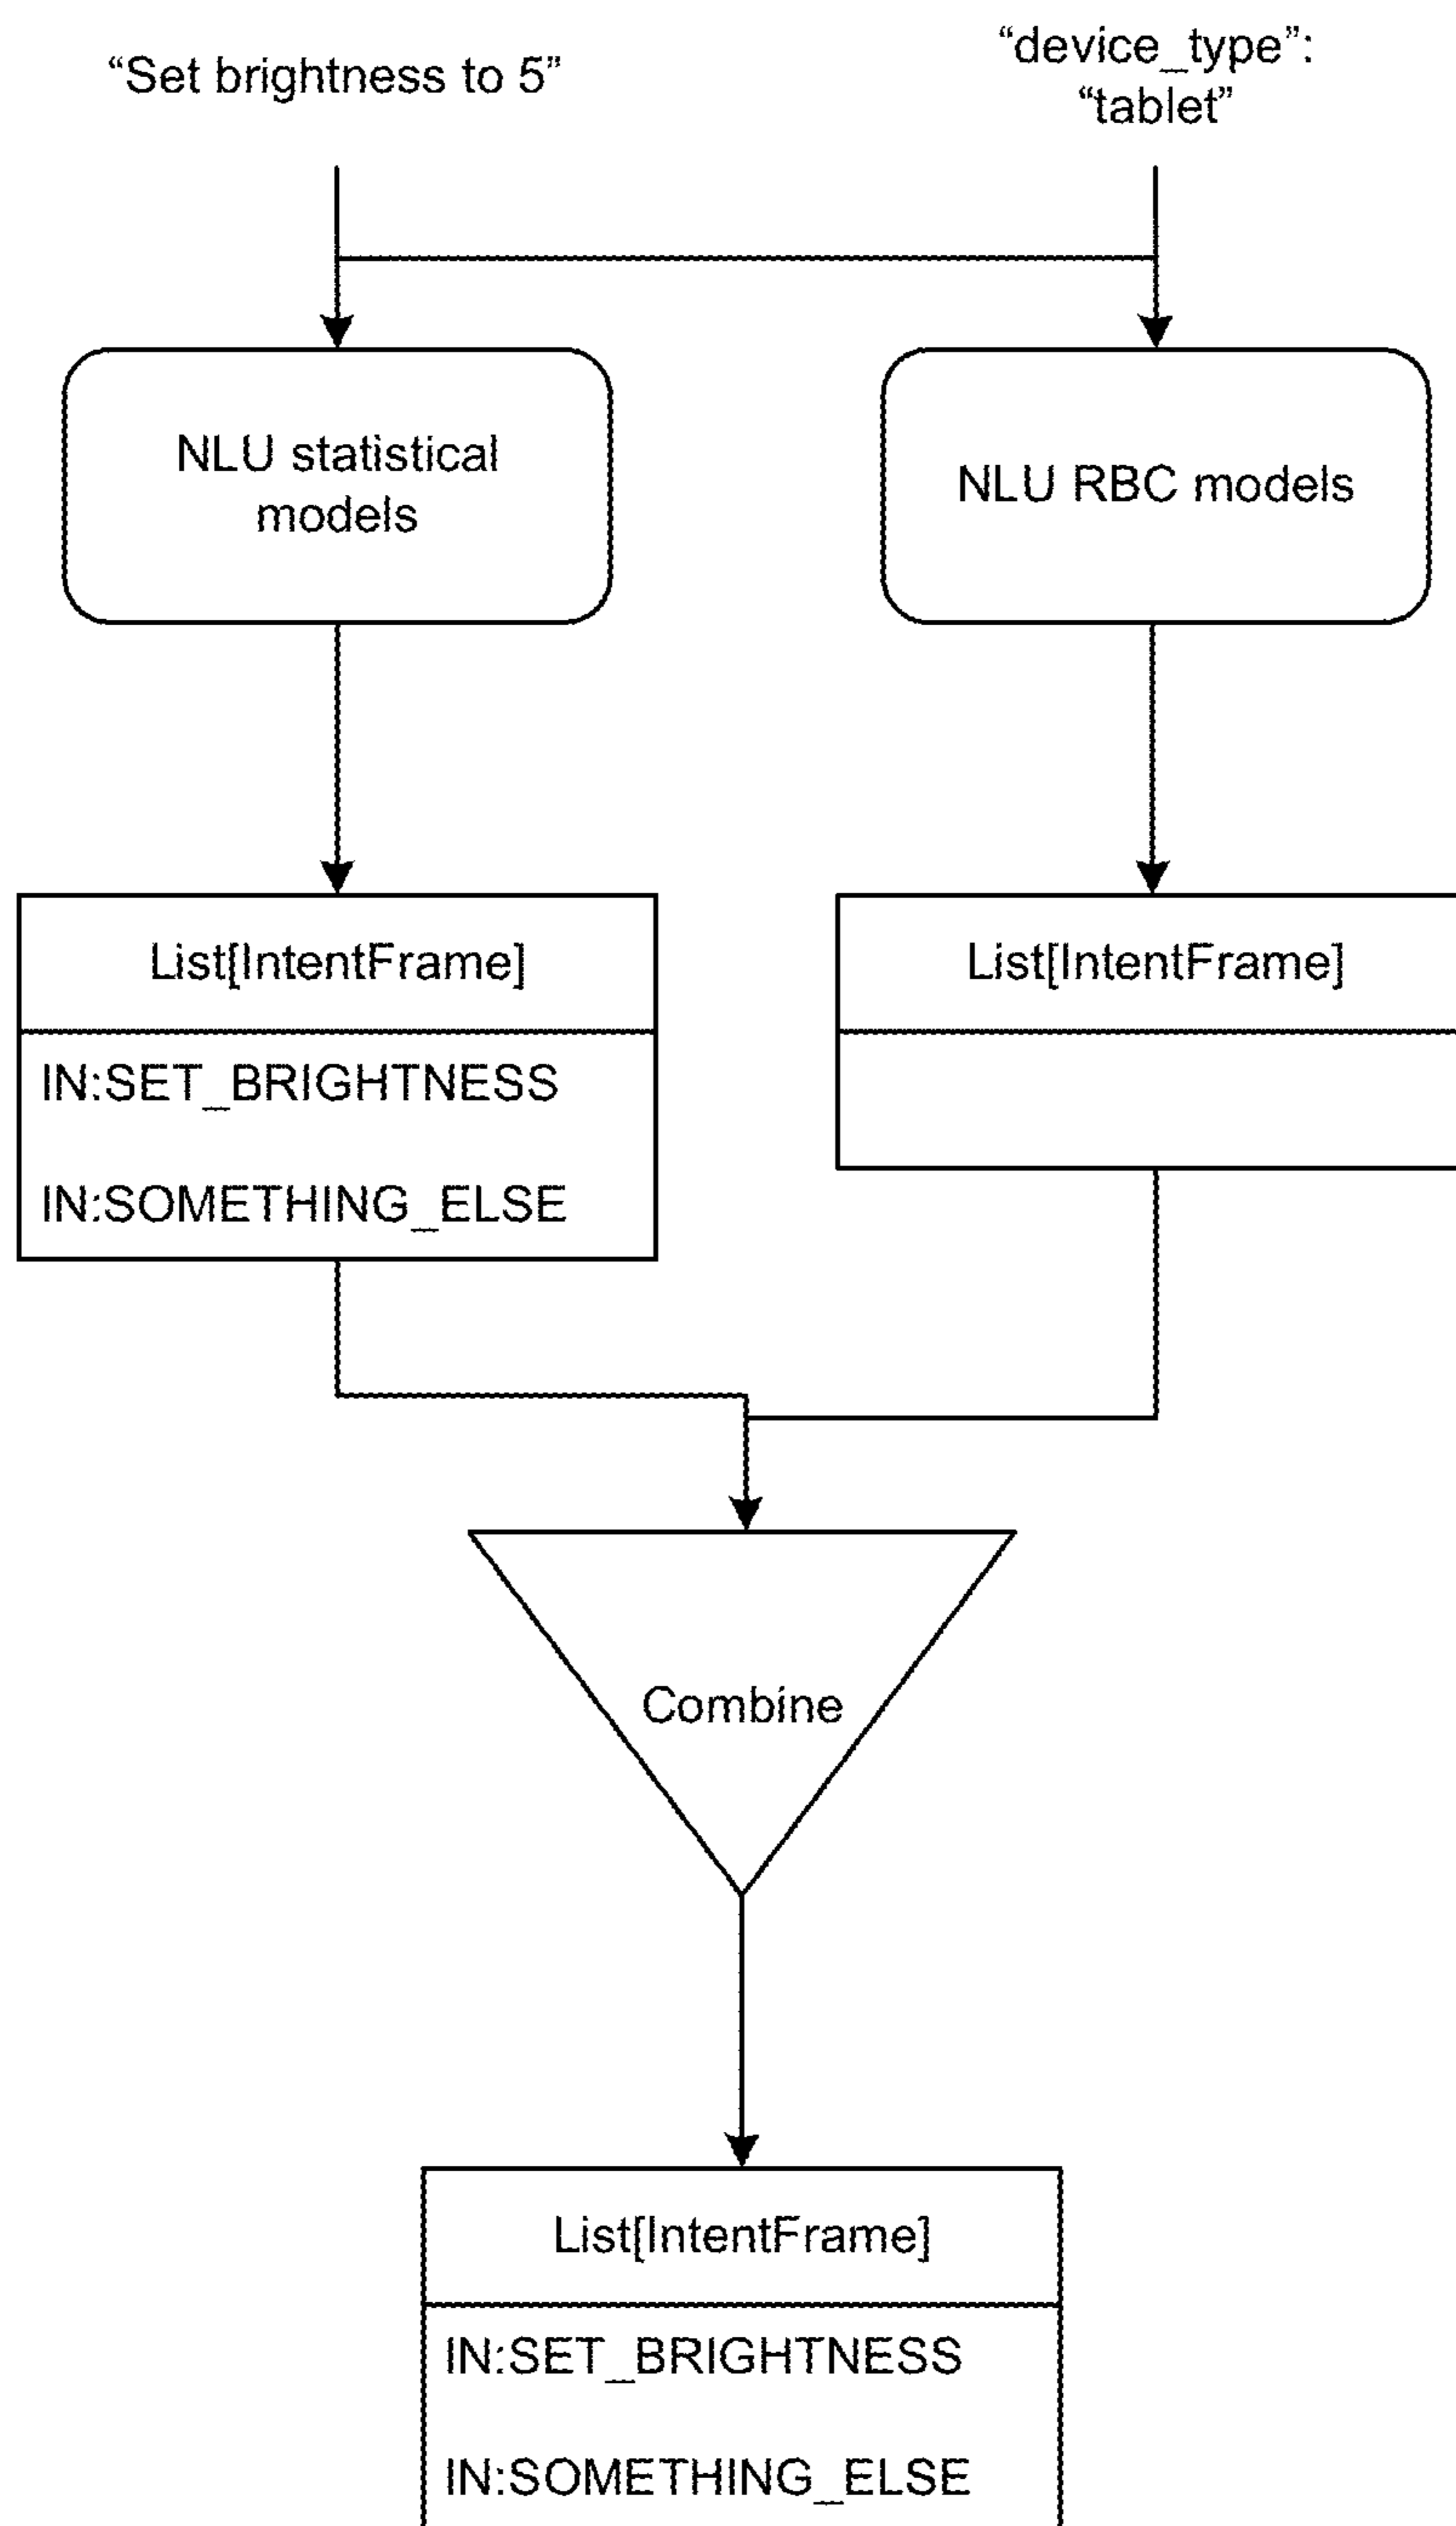 “Set brightness to 5”
“device_type”:
“tablet”
NLU statistical
models
NLU RBC models
List[IntentFrame]
IN:SET_BRIGHTNESS
IN:SOMETHING_ELSE
List[IntentFrame]
Combine
List[IntentFrame]
IN:SET_BRIGHTNESS
IN:SOMETHING_ELSE